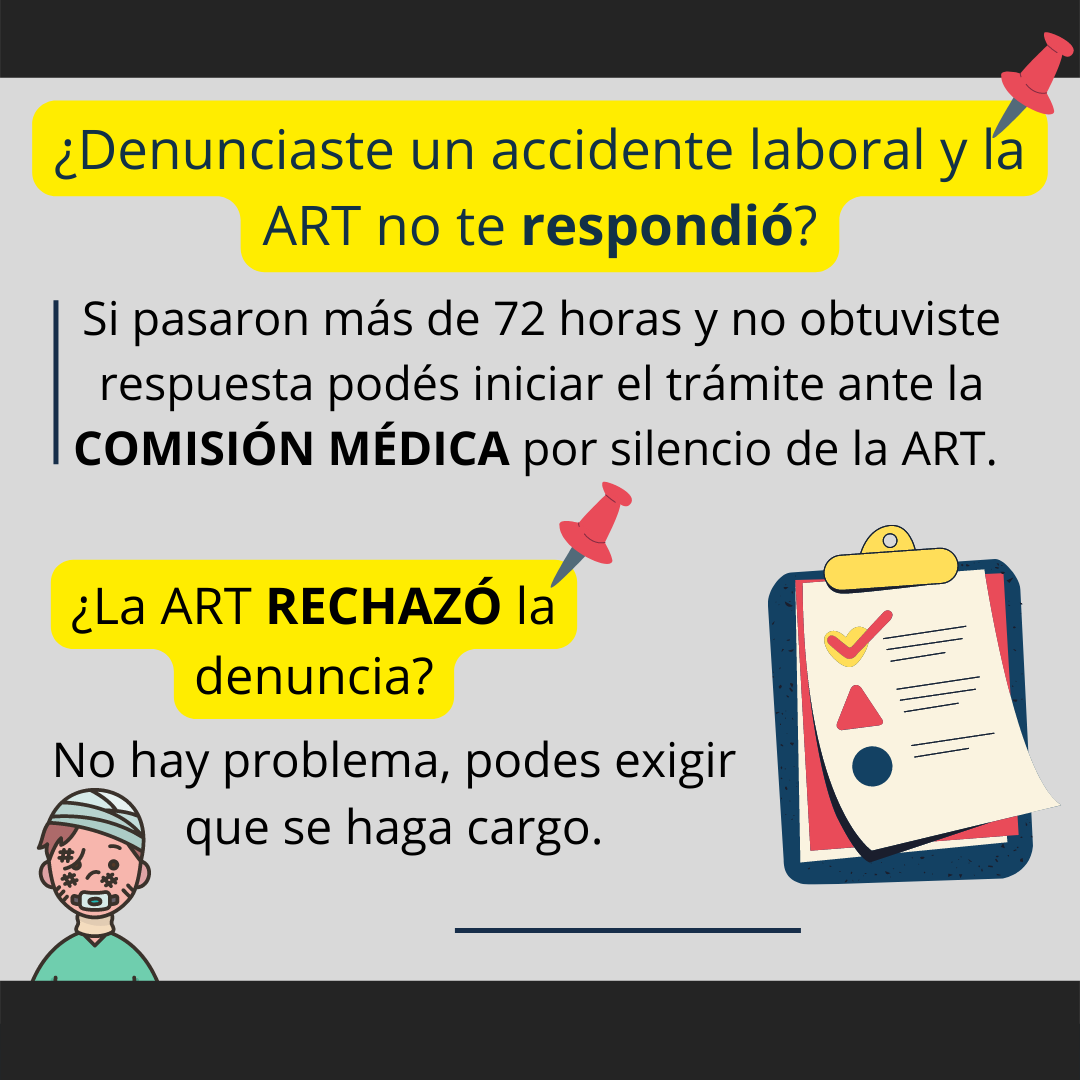 ¿Denunciaste un accidente laboral y la
ART no te respondió?
Si pasaron más de 72 horas y no obtuviste
respuesta podés iniciar el trámite ante la
COMISIÓN MÉDICA por silencio de la ART.
¿La ART RECHAZÓ la
denuncia?
No hay problema, podes exigir
que se haga cargo.